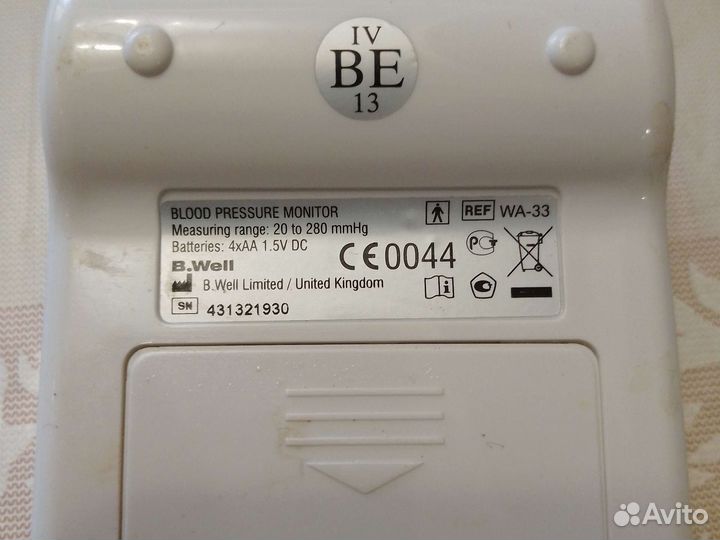 IV
BE
13
BLOOD PRESSURE MONITOR
Measuring range: 20 to 280 mmHg
Batteries: 4xAA 1.5V DC
B.Well
B.Well Limited / United Kingdom
SN 431321930
REF WA-33
CE0044
РСТ
Avito